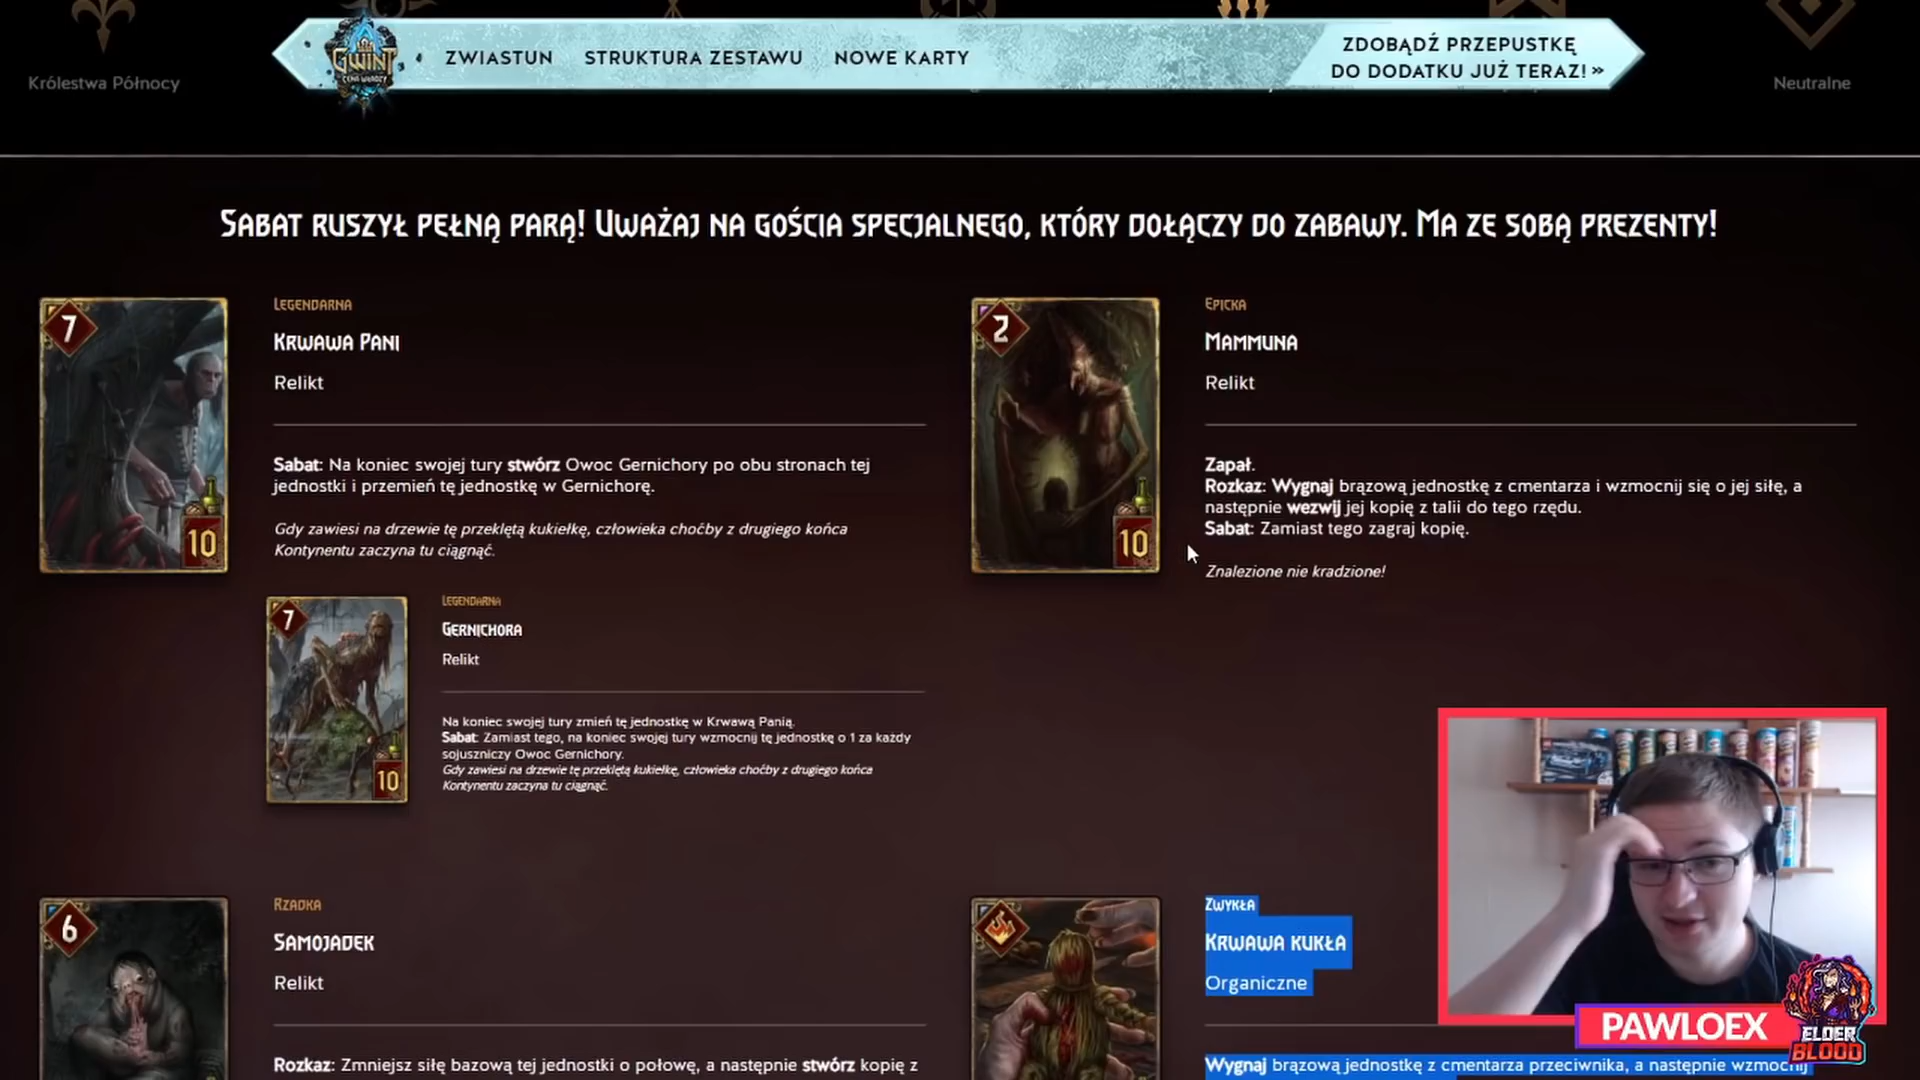 Królestwa Północy
GWINT
CENA WŁADZY
ZWIASTUN
STRUKTURA ZESTAWU
NOWE KARTY
ZDOBĄDŹ PRZEPUSTKĘ
DO DODATKU JUŻ TERAZ! »
Neutralne
Sabat ruszył pełną parą! Uważaj na gościa specjalnego, który dołączy do zabawy. Ma ze sobą prezenty!
7
10
Legendarna
Krwawa Pani
Relikt
Sabat: Na koniec swojej tury stwórz Owoc Gernichory po obu stronach tej
jednostki i przemień tę jednostkę w Gernichorę.
Gdy zawiesi na drzewie tę przeklętą kukiełkę, człowieka choćby z drugiego końca
Kontynentu zaczyna tu ciągnąć.
7
10
Legendarna
Gernichora
Relikt
Na koniec swojej tury zmień tę jednostkę w Krwawą Panią.
Sabat: Zamiast tego, na koniec swojej tury wzmocnij tę jednostkę o 1 za każdy
sojuszniczy Owoc Gernichory.
Gdy zawiesi na drzewie tę przeklętą kukiełkę, człowieka choćby z drugiego końca
Kontynentu zaczyna tu ciągnąć.
2
10
Epicka
Mammuna
Relikt
Zapał.
Rozkaz: Wygnaj brązową jednostkę z cmentarza i wzmocnij się o jej siłę, a
następnie wezwij jej kopię z talii do tego rzędu.
Sabat: Zamiast tego zagraj kopię.
Znalezione nie kradzione!
6
Rzadka
Samojadek
Relikt
Rozkaz: Zmniejsz siłę bazową tej jednostki o połowę, a następnie stwórz kopię z
Zwykła
Krwawa kukła
Organiczne
Wygnaj brązową jednostkę z cmentarza przeciwnika, a następnie wzmocnij
PAWLOEX
ELDER
BLOOD